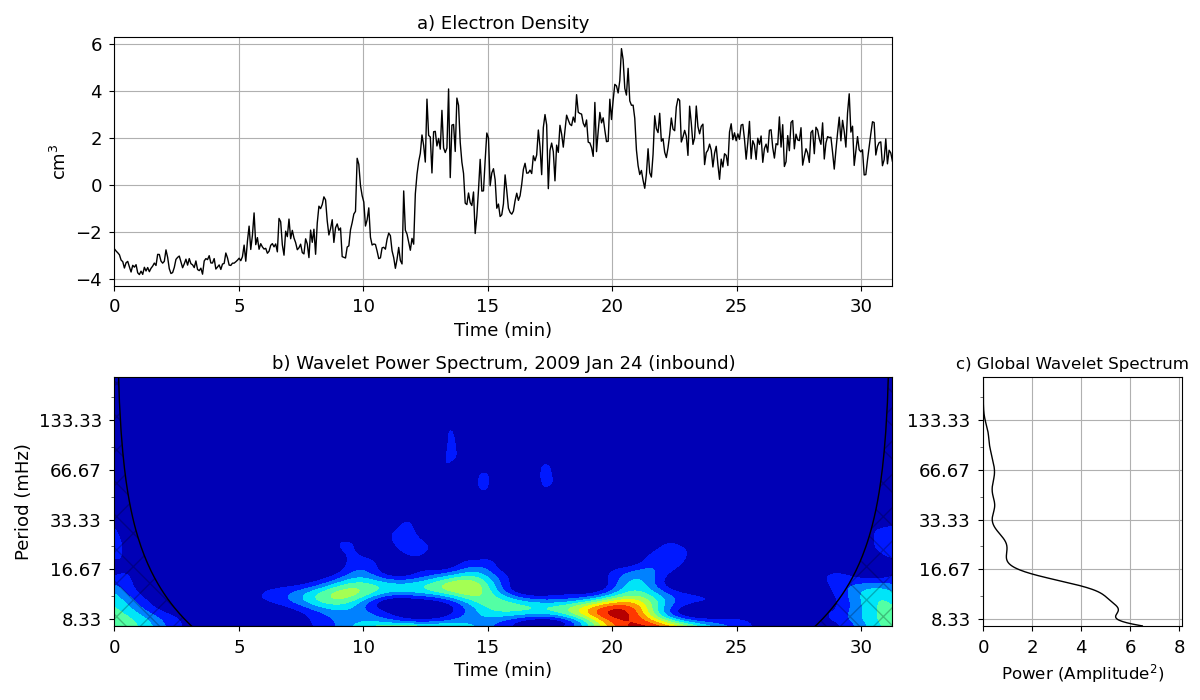 a) Electron Density
6
4
2
0
−2
−4
cm³
0 5 10 15 20 25 30
Time (min)
b) Wavelet Power Spectrum, 2009 Jan 24 (inbound)
133.33
66.67
33.33
16.67
8.33
Period (mHz)
0 5 10 15 20 25 30
Time (min)
c) Global Wavelet Spectrum
133.33
66.67
33.33
16.67
8.33
0 2 4 6 8
Power (Amplitude²)